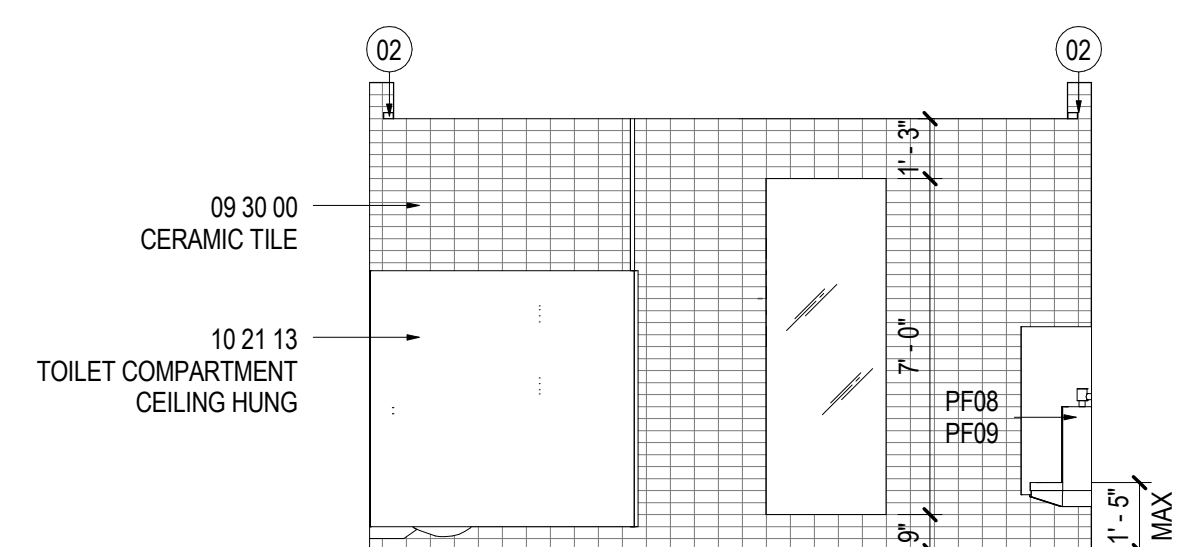 02
02
1' - 3"
09 30 00
CERAMIC TILE
10 21 13
TOILET COMPARTMENT
CEILING HUNG
7' - 0"
PF08
PF09
9"
1' - 5"
MAX